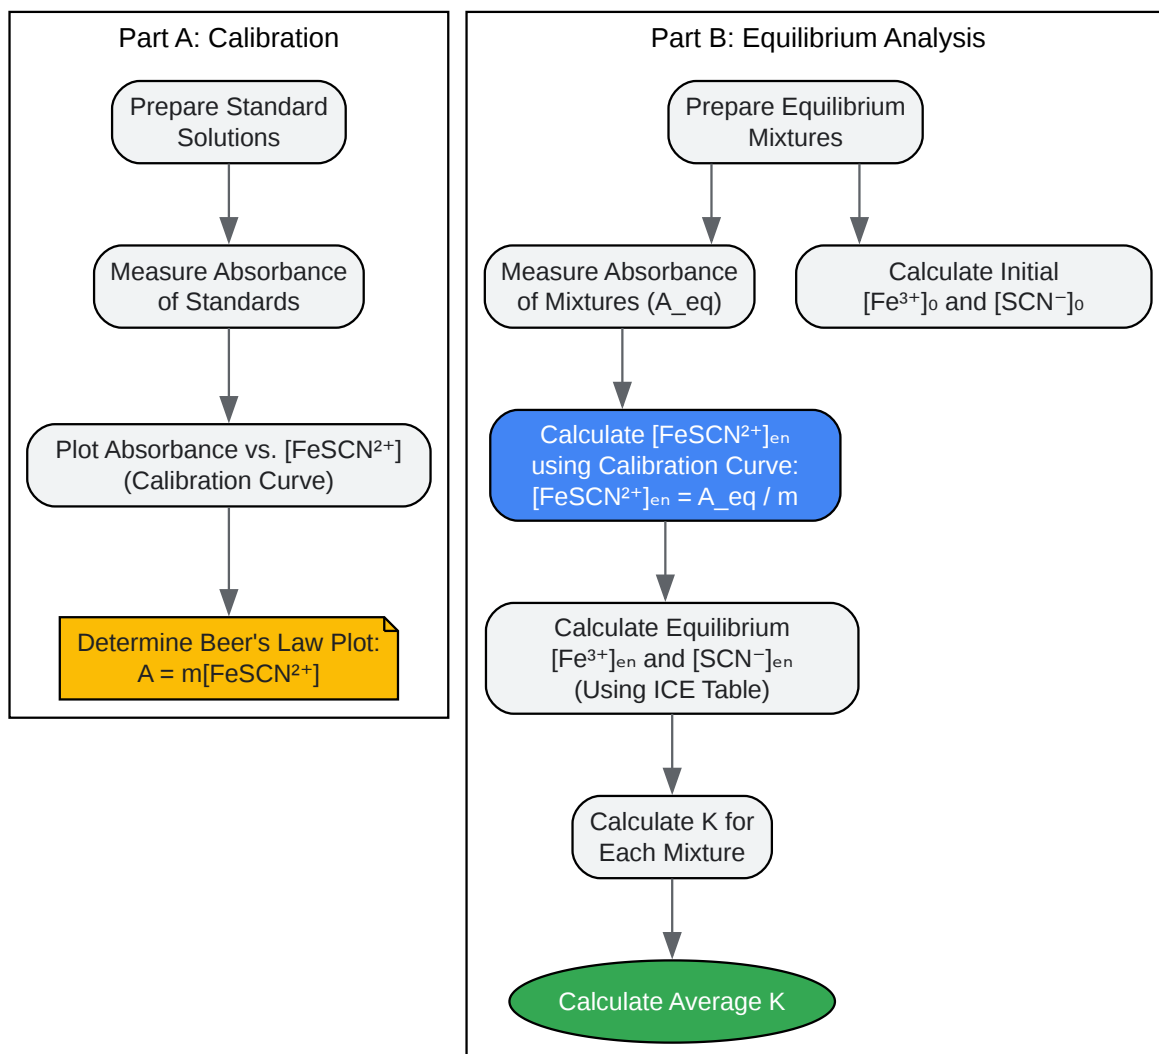 Part A: Calibration
Prepare Standard
Solutions
Measure Absorbance
of Standards
Plot Absorbance vs. [FeSCN²⁺]
(Calibration Curve)
Determine Beer's Law Plot:
A = m[FeSCN²⁺]
Part B: Equilibrium Analysis
Prepare Equilibrium
Mixtures
Measure Absorbance
of Mixtures (A_eq)
Calculate Initial
[Fe³⁺]₀ and [SCN⁻]₀
Calculate [FeSCN²⁺]ₑₙ
using Calibration Curve:
[FeSCN²⁺]ₑₙ = A_eq / m
Calculate Equilibrium
[Fe³⁺]ₑₙ and [SCN⁻]ₑₙ
(Using ICE Table)
Calculate K for
Each Mixture
Calculate Average K